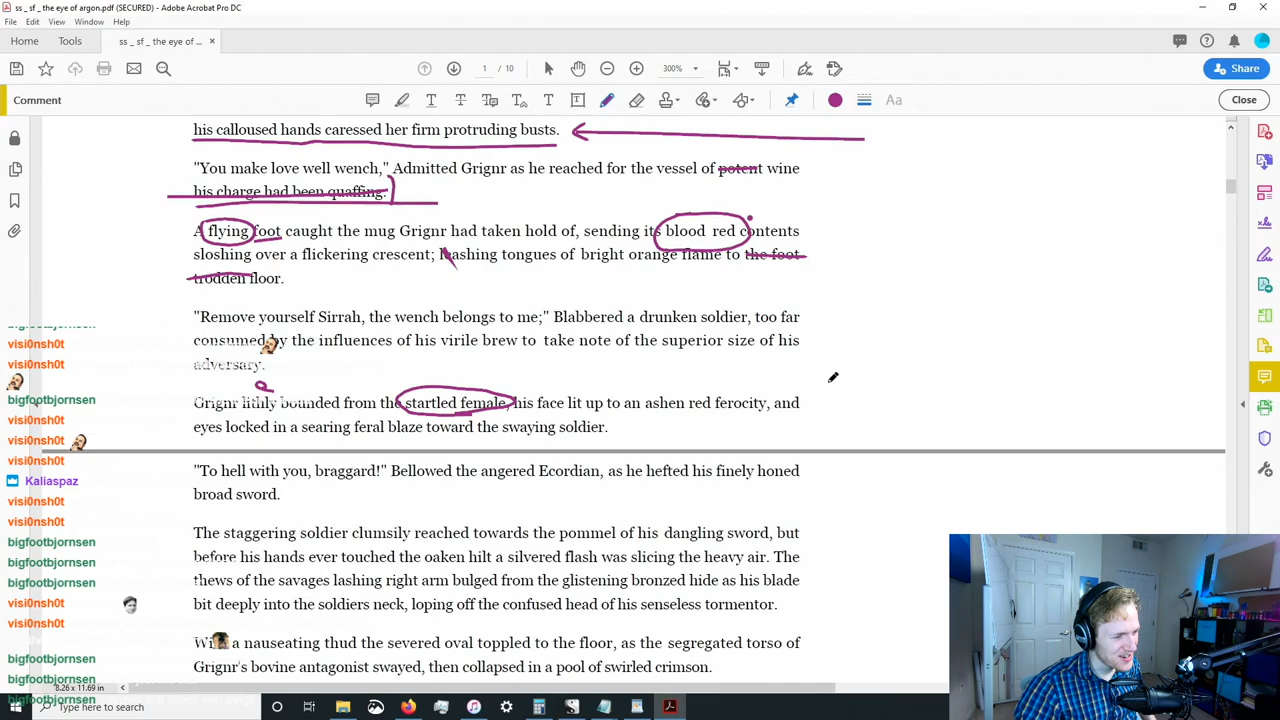 ss _ sf _ the eye of argon.pdf (SECURED) - Adobe Acrobat Pro DC
File Edit View Window Help
Home Tools ss _ sf _ the eye of ... ×
1 / 10 300% Share
Comment Aa Close
his calloused hands caressed her firm protruding busts.
"You make love well wench," Admitted Grignr as he reached for the vessel of potent wine
his charge had been quaffing.
A flying foot caught the mug Grignr had taken hold of, sending its blood red contents
sloshing over a flickering crescent; leashing tongues of bright orange flame to the foot
trodden floor.
"Remove yourself Sirrah, the wench belongs to me;" Blabbered a drunken soldier, too far
consumed by the influences of his virile brew to take note of the superior size of his
adversary.
Grignr lithly bounded from the startled female, his face lit up to an ashen red ferocity, and
eyes locked in a searing feral blaze toward the swaying soldier.
"To hell with you, braggard!" Bellowed the angered Ecordian, as he hefted his finely honed
broad sword.
The staggering soldier clumsily reached towards the pommel of his dangling sword, but
before his hands ever touched the oaken hilt a silvered flash was slicing the heavy air. The
thews of the savages lashing right arm bulged from the glistening bronzed hide as his blade
bit deeply into the soldiers neck, loping off the confused head of his senseless tormentor.
With a nauseating thud the severed oval toppled to the floor, as the segregated torso of
Grignr's bovine antagonist swayed, then collapsed in a pool of swirled crimson.
bigfootbjornsen
visi0nsh0t
visi0nsh0t
bigfootbjornsen
visi0nsh0t
visi0nsh0t
visi0nsh0t
Kaliaspaz
visi0nsh0t
visi0nsh0t
bigfootbjornsen
bigfootbjornsen
bigfootbjornsen
visi0nsh0t
visi0nsh0t
bigfootbjornsen
bigfootbjornsen
bigfootbjornsen
8.26 x 11.69 in
Type here to search